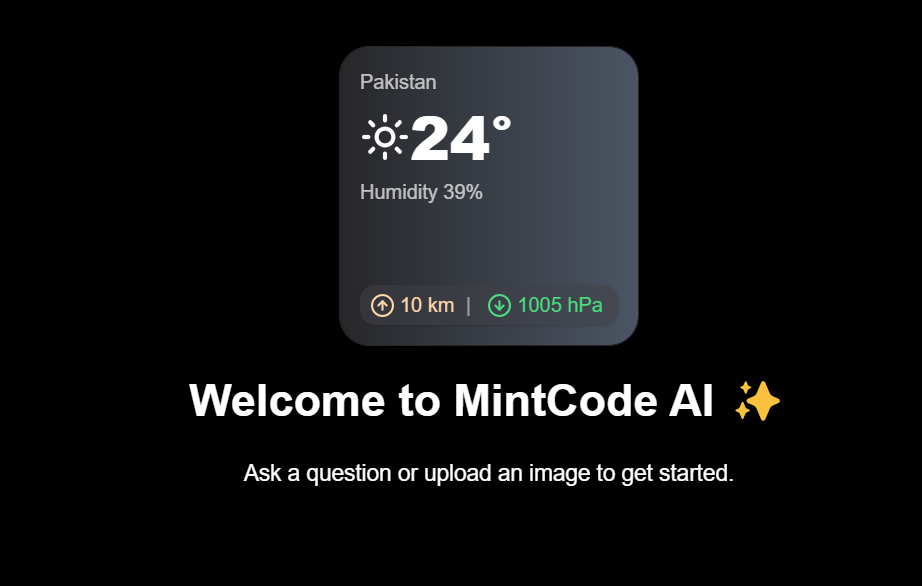 Pakistan
24°
Humidity 39%
10 km | 1005 hPa
Welcome to MintCode AI ✨
Ask a question or upload an image to get started.